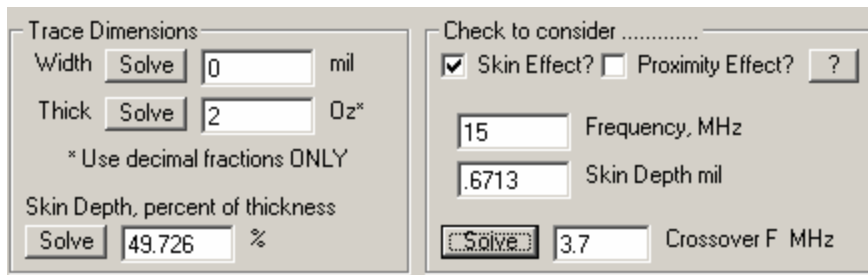 Trace Dimensions
Width Solve 0 mil
Thick Solve 2 Oz*
* Use decimal fractions ONLY
Skin Depth, percent of thickness
Solve 49.726 %
Check to consider .............
Skin Effect? Proximity Effect? ?
15 Frequency, MHz
.6713 Skin Depth mil
Solve 3.7 Crossover F MHz